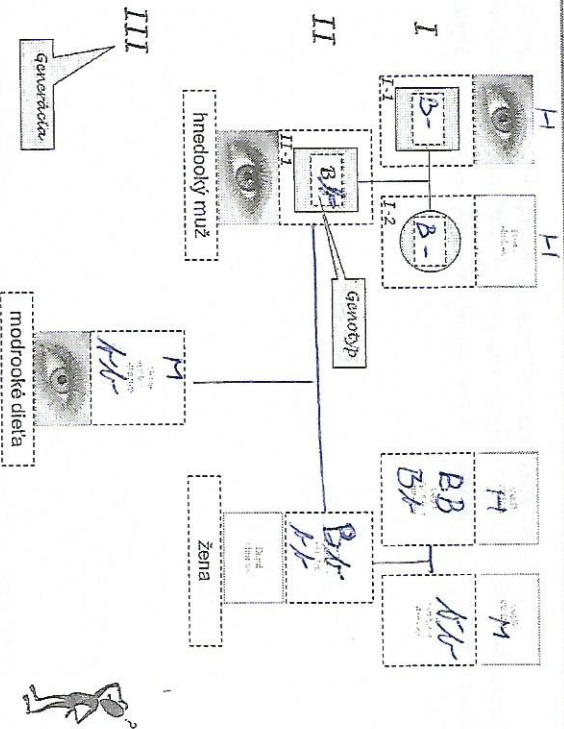 H
H
H
M
I
B-
B-
BB
Bb
bb
I-1
I-2
II
II-1
Genotyp
Bb
bb
hnedooký muž
žena
III
Generácia
M
bb
modrooké dieťa
?